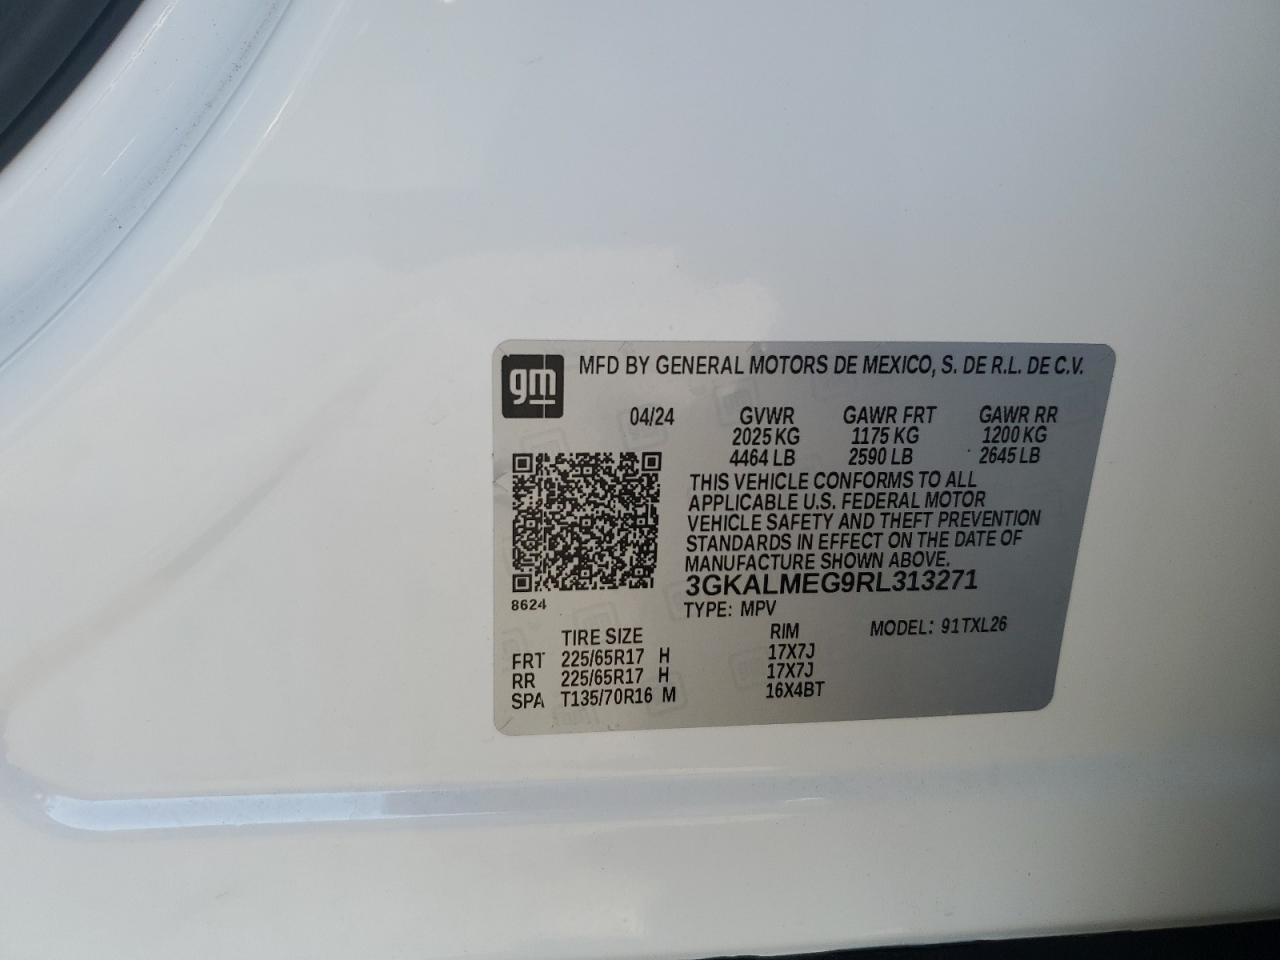 gm
MFD BY GENERAL MOTORS DE MEXICO, S. DE R.L. DE C.V.
04/24 GVWR GAWR FRT GAWR RR
2025 KG 1175 KG 1200 KG
4464 LB 2590 LB 2645 LB
THIS VEHICLE CONFORMS TO ALL
APPLICABLE U.S. FEDERAL MOTOR
VEHICLE SAFETY AND THEFT PREVENTION
STANDARDS IN EFFECT ON THE DATE OF
MANUFACTURE SHOWN ABOVE.
3GKALMEG9RL313271
8624
TYPE: MPV
MODEL: 91TXL26
TIRE SIZE RIM
FRT 225/65R17 H 17X7J
RR 225/65R17 H 17X7J
SPA T135/70R16 M 16X4BT